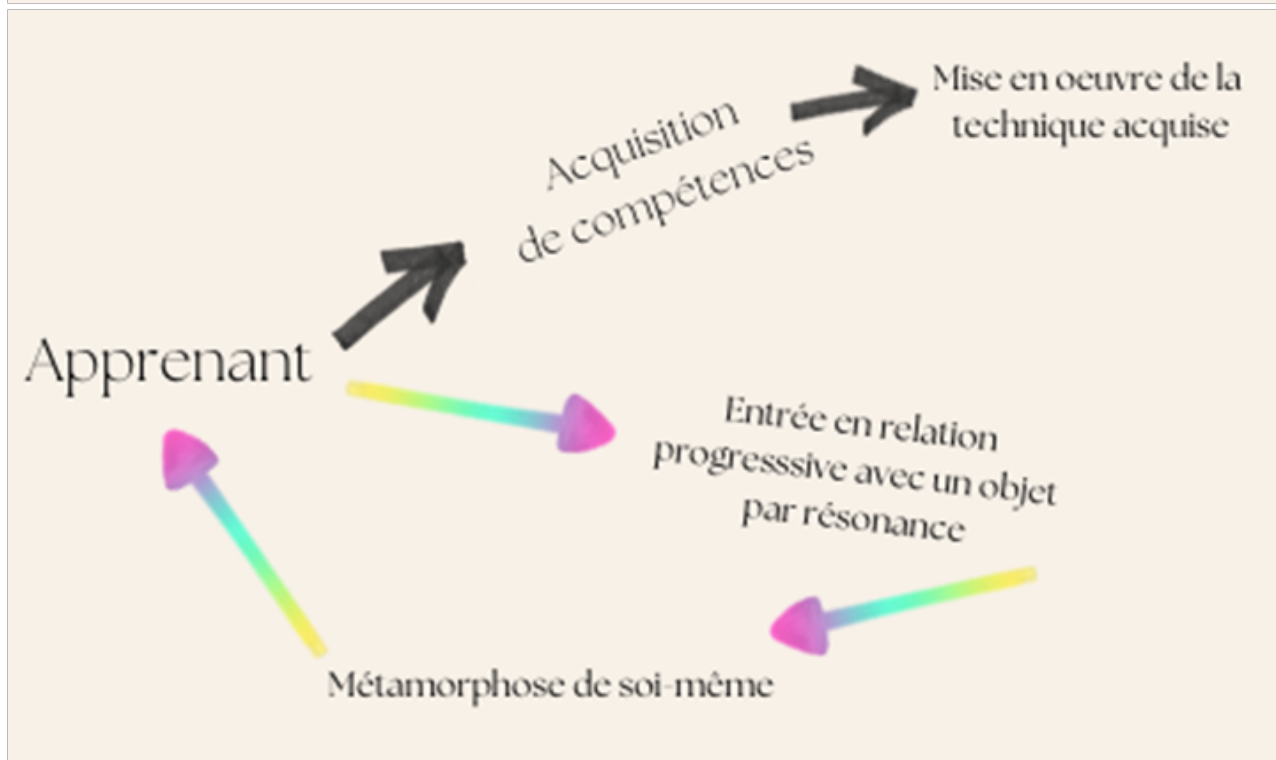 Mise en oeuvre de la
technique acquise
Acquisition
de compétences
Apprenant
Entrée en relation
progresssive avec un objet
par résonance
Métamorphose de soi-même